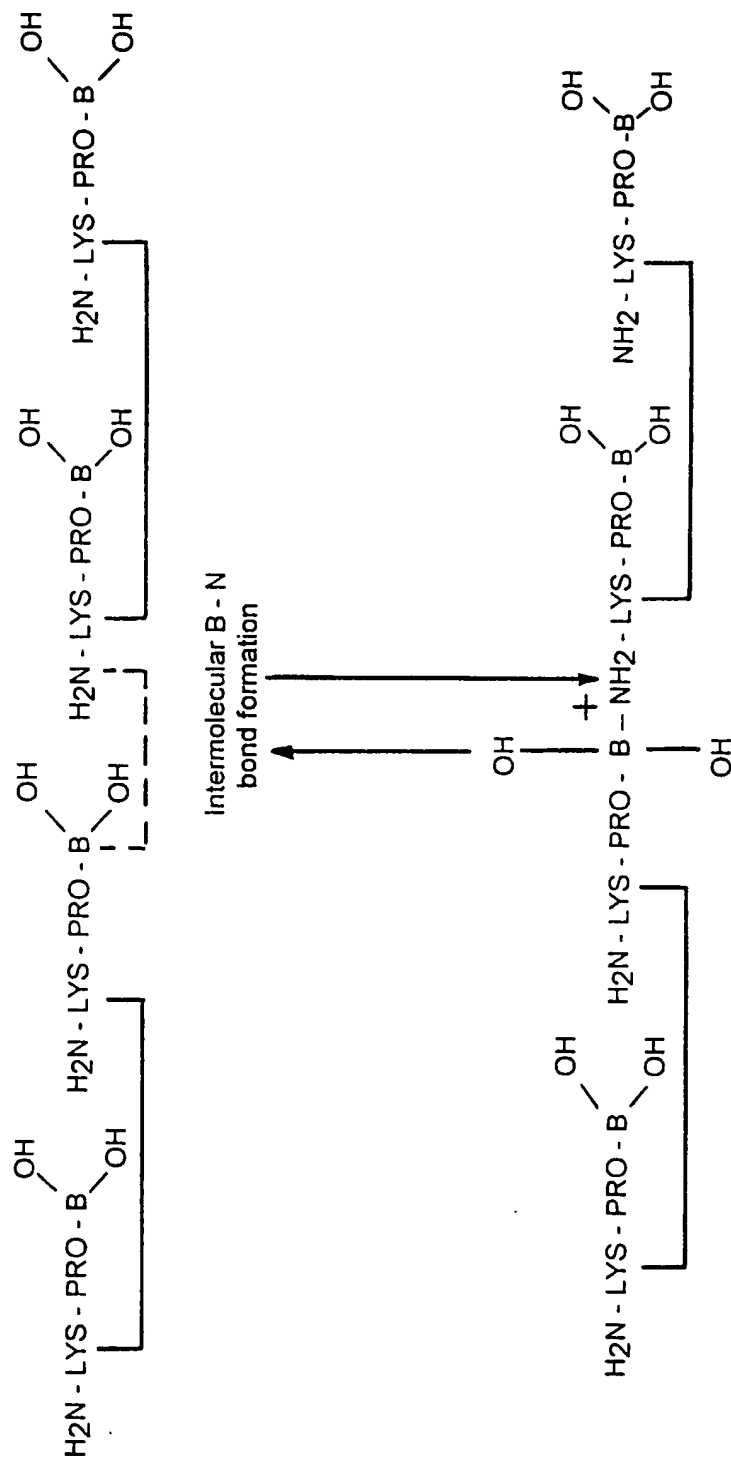 OH OH OH OH
H2N - LYS - PRO - B H2N - LYS - PRO - B H2N - LYS - PRO - B H2N - LYS - PRO - B
OH OH OH OH
Intermolecular B - N
bond formation
OH
OH OH OH
+
H2N - LYS - PRO - B H2N - LYS - PRO - B – NH2 - LYS - PRO - B NH2 - LYS - PRO -B
OH OH OH
OH